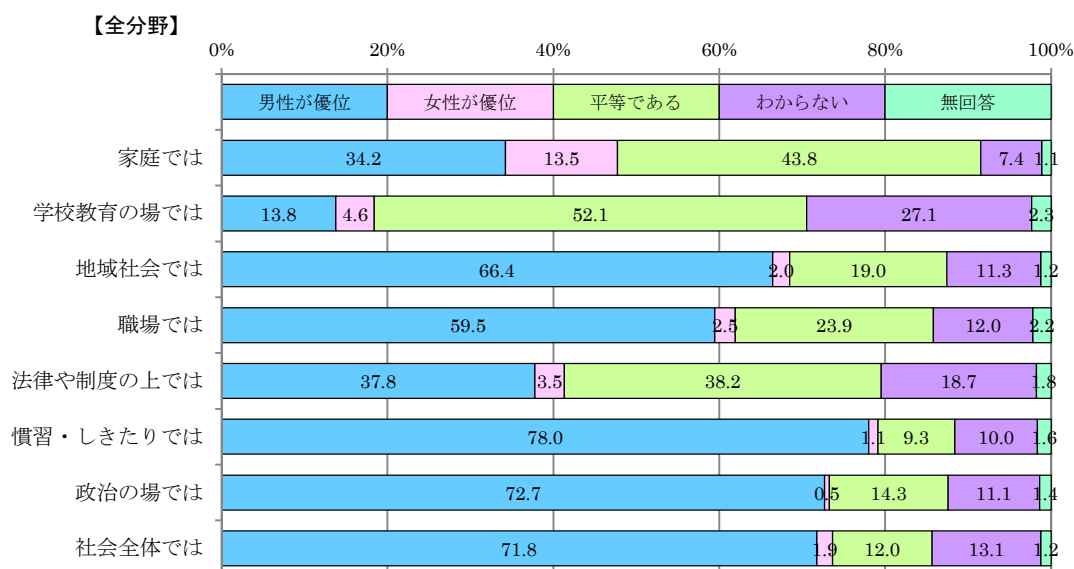 【全分野】
0% 20% 40% 60% 80% 100%
男性が優位 女性が優位 平等である わからない 無回答
家庭では 34.2 13.5 43.8 7.4 1.1
学校教育の場では 13.8 4.6 52.1 27.1 2.3
地域社会では 66.4 2.0 19.0 11.3 1.2
職場では 59.5 2.5 23.9 12.0 2.2
法律や制度の上では 37.8 3.5 38.2 18.7 1.8
慣習・しきたりでは 78.0 1.1 9.3 10.0 1.6
政治の場では 72.7 0.5 14.3 11.1 1.4
社会全体では 71.8 1.9 12.0 13.1 1.2